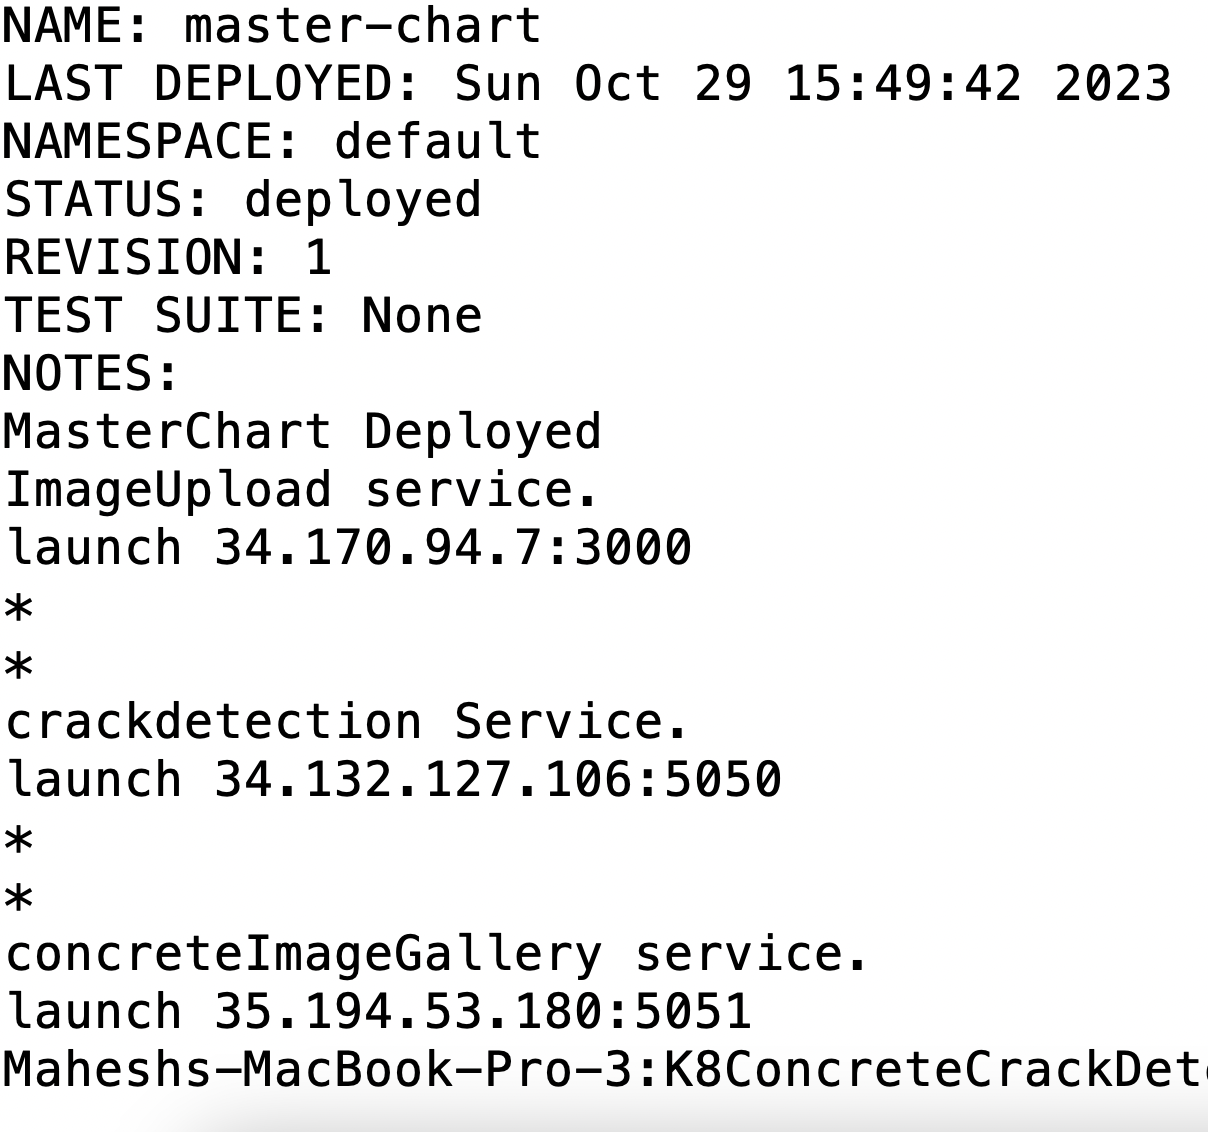 NAME: master-chart
LAST DEPLOYED: Sun Oct 29 15:49:42 2023
NAMESPACE: default
STATUS: deployed
REVISION: 1
TEST SUITE: None
NOTES:
MasterChart Deployed
ImageUpload service.
launch 34.170.94.7:3000
*
*
crackdetection Service.
launch 34.132.127.106:5050
*
*
concreteImageGallery service.
launch 35.194.53.180:5051
Maheshs-MacBook-Pro-3:K8ConcreteCrackDet